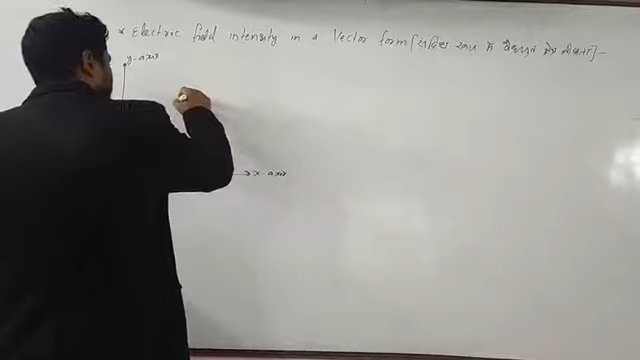 * Electric field intensity in a Vector form [सदिश रूप में वैद्युत क्षेत्र तीव्रता] -
y-axis
x-axis